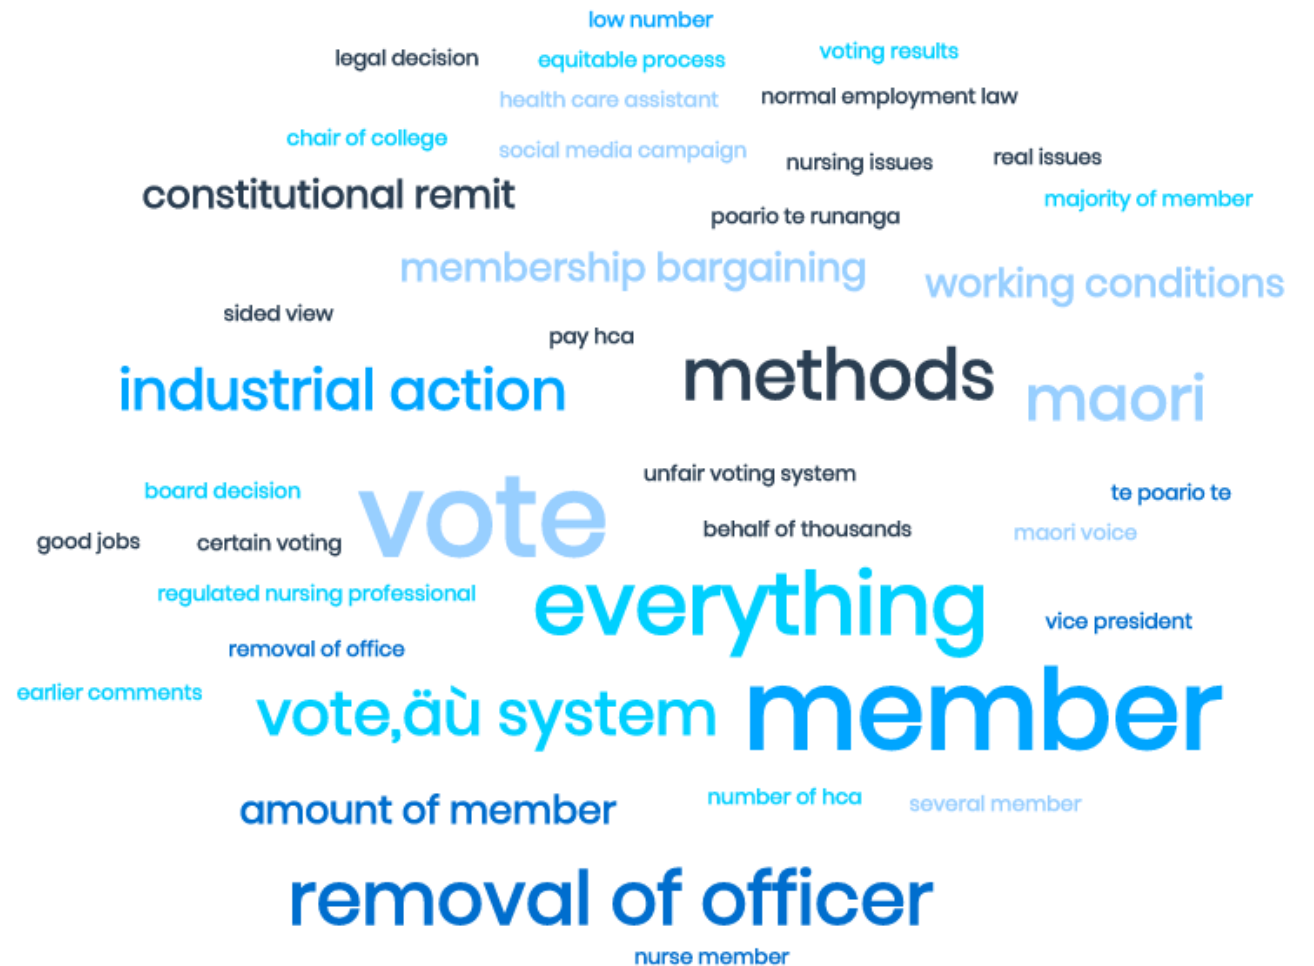 low number
legal decision
equitable process
voting results
health care assistant
normal employment law
chair of college
social media campaign
nursing issues
real issues
constitutional remit
majority of member
poario te runanga
membership bargaining
working conditions
sided view
pay hca
industrial action
methods
maori
unfair voting system
board decision
vote
te poario te
good jobs
certain voting
behalf of thousands
maori voice
regulated nursing professional
everything
vice president
removal of office
earlier comments
vote,äù system
member
amount of member
number of hca
several member
removal of officer
nurse member